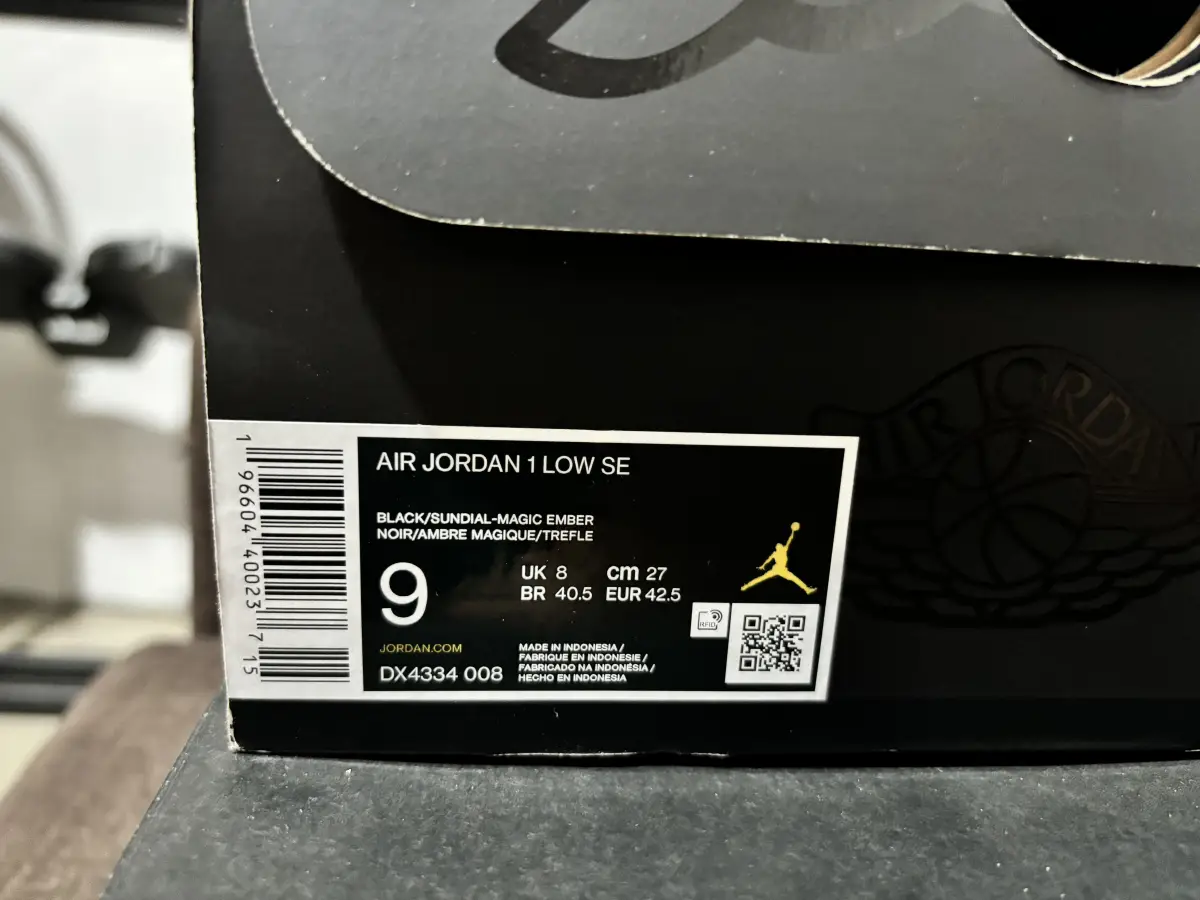 AIR JORDAN
AIR JORDAN 1 LOW SE
BLACK/SUNDIAL-MAGIC EMBER
NOIR/AMBRE MAGIQUE/TREFLE
9
UK 8 cm 27
BR 40.5 EUR 42.5
RFID
JORDAN.COM
DX4334 008
MADE IN INDONESIA /
FABRIQUE EN INDONESIE /
FABRICADO NA INDONÉSIA /
HECHO EN INDONESIA
1 96604 40023 7 15